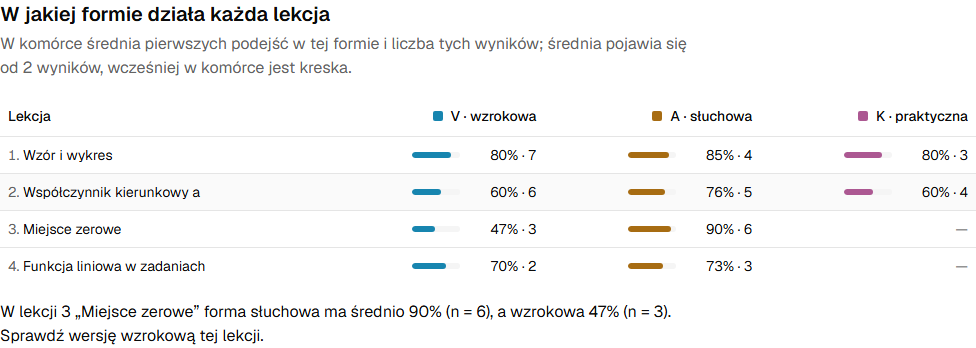 W jakiej formie działa każda lekcja
W komórce średnia pierwszych podejść w tej formie i liczba tych wyników; średnia pojawia się
od 2 wyników, wcześniej w komórce jest kreska.
Lekcja V · wzrokowa A · słuchowa K · praktyczna
1. Wzór i wykres 80% · 7 85% · 4 80% · 3
2. Współczynnik kierunkowy a 60% · 6 76% · 5 60% · 4
3. Miejsce zerowe 47% · 3 90% · 6 —
4. Funkcja liniowa w zadaniach 70% · 2 73% · 3 —
W lekcji 3 „Miejsce zerowe” forma słuchowa ma średnio 90% (n = 6), a wzrokowa 47% (n = 3).
Sprawdź wersję wzrokową tej lekcji.